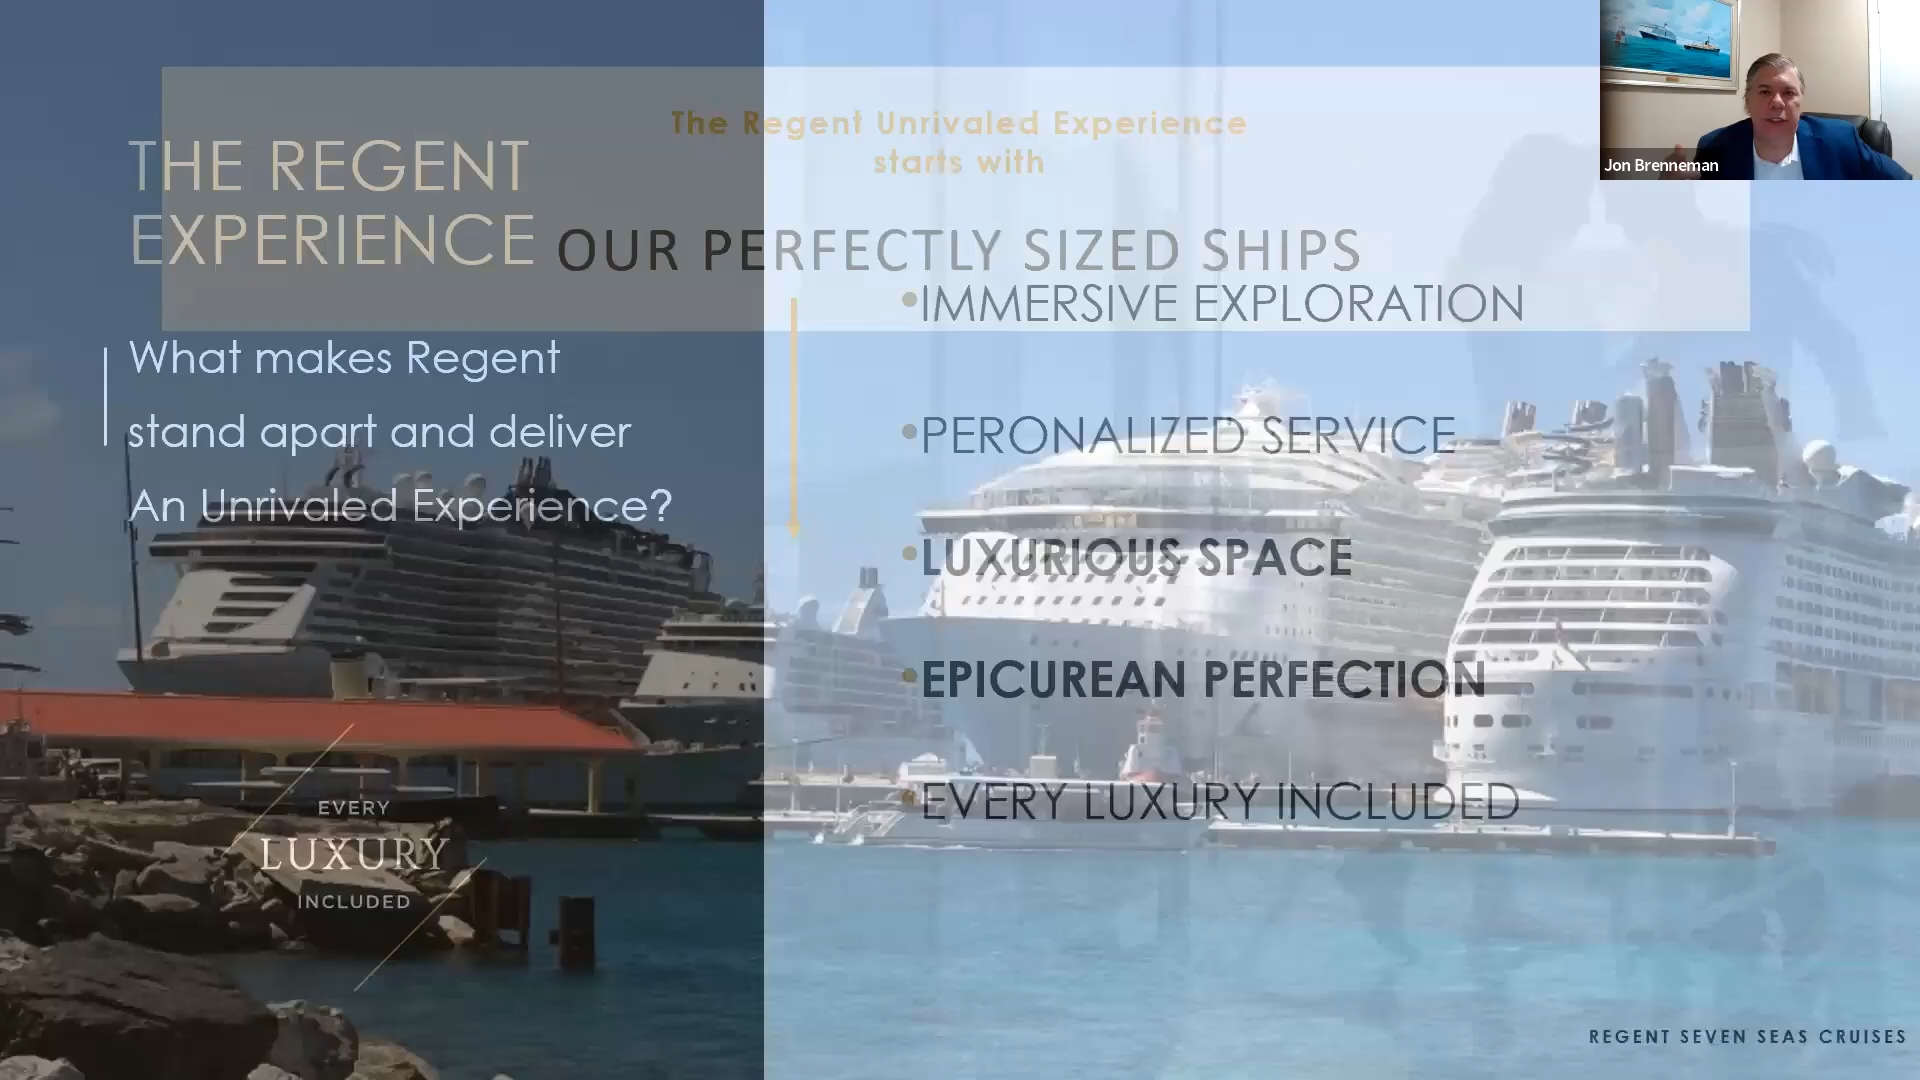 The Regent Unrivaled Experience
starts with
OUR PERFECTLY SIZED SHIPS
THE REGENT
EXPERIENCE
What makes Regent
stand apart and deliver
An Unrivaled Experience?
•IMMERSIVE EXPLORATION
•PERONALIZED SERVICE
•LUXURIOUS SPACE
•EPICUREAN PERFECTION
•EVERY LUXURY INCLUDED
EVERY
LUXURY
INCLUDED
Jon Brenneman
REGENT SEVEN SEAS CRUISES